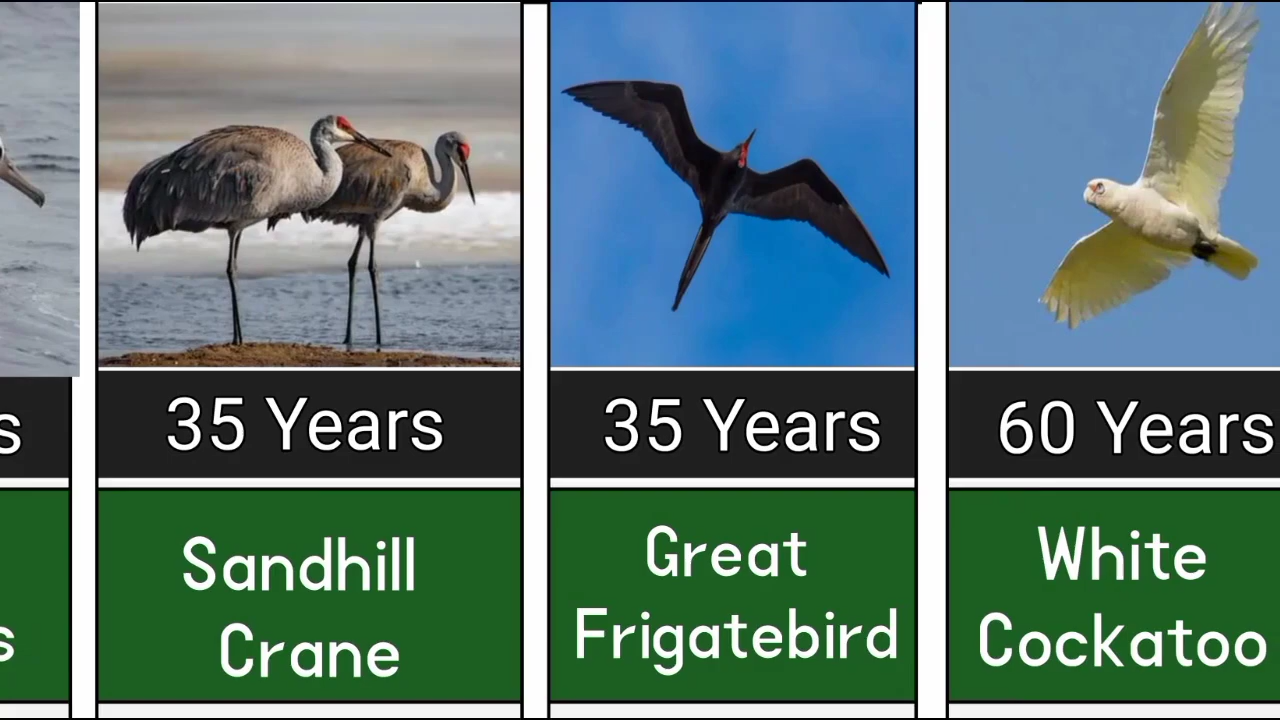 s
35 Years
35 Years
60 Years
s
Sandhill
Crane
Great
Frigatebird
White
Cockatoo